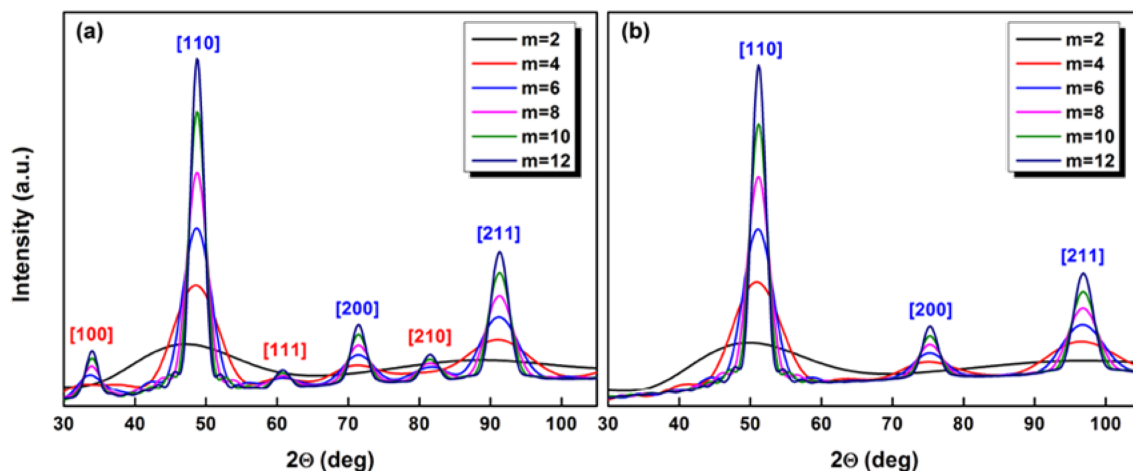 (a)
[110]
m=2
m=4
m=6
m=8
m=10
m=12
[100]
[111]
[200]
[210]
[211]
30 40 50 60 70 80 90 100
2Θ (deg)
Intensity (a.u.)
(b)
[110]
m=2
m=4
m=6
m=8
m=10
m=12
[200]
[211]
30 40 50 60 70 80 90 100
2Θ (deg)